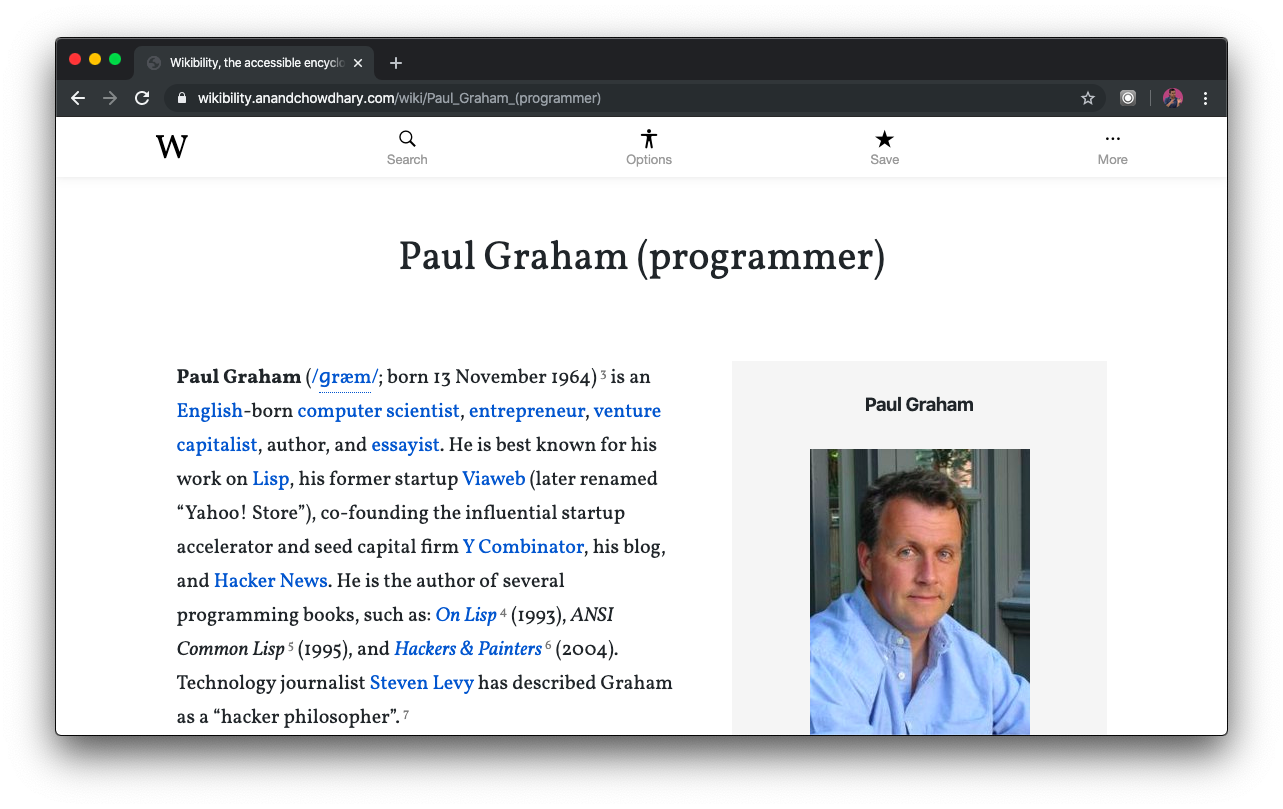 Wikibility, the accessible encyclo
wikibility.anandchowdhary.com/wiki/Paul_Graham_(programmer)
W
Search
Options
Save
More
Paul Graham (programmer)
Paul Graham (/ɡræm/; born 13 November 1964) 3 is an
English-born computer scientist, entrepreneur, venture
capitalist, author, and essayist. He is best known for his
work on Lisp, his former startup Viaweb (later renamed
“Yahoo! Store”), co-founding the influential startup
accelerator and seed capital firm Y Combinator, his blog,
and Hacker News. He is the author of several
programming books, such as: On Lisp 4 (1993), ANSI
Common Lisp 5 (1995), and Hackers & Painters 6 (2004).
Technology journalist Steven Levy has described Graham
as a “hacker philosopher”. 7
Paul Graham